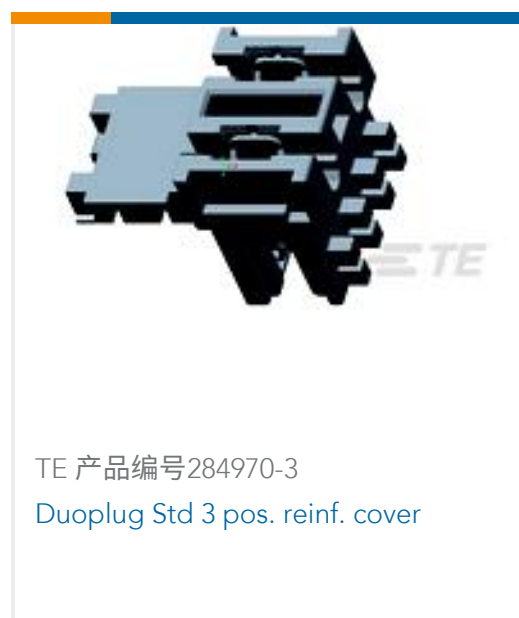 TE
TE 产品编号284970-3
Duoplug Std 3 pos. reinf. cover